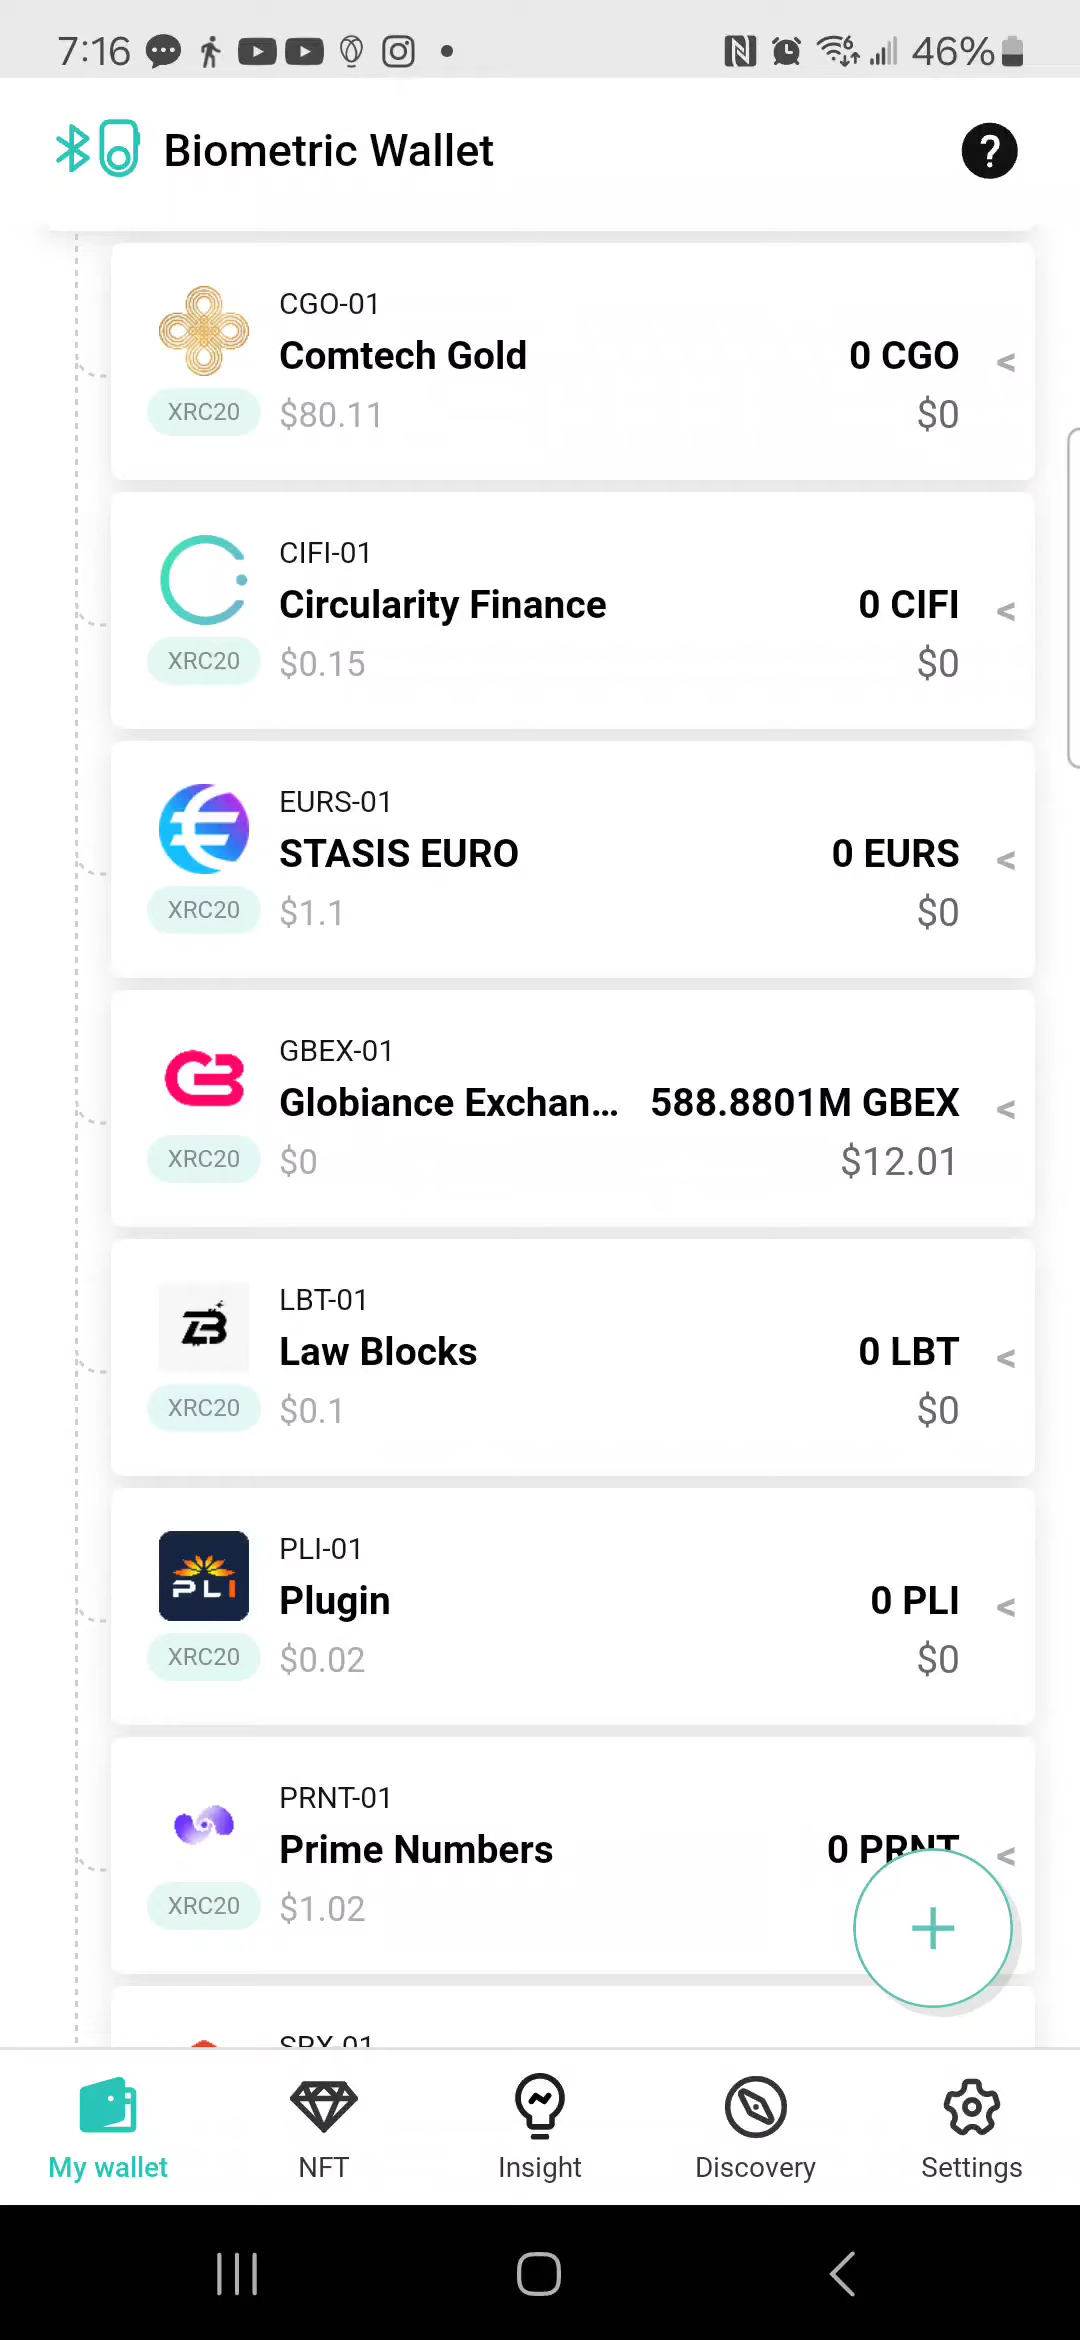 7:16
46%
Biometric Wallet
?
CGO-01
Comtech Gold
0 CGO
<
XRC20
$80.11
$0
CIFI-01
Circularity Finance
0 CIFI
<
XRC20
$0.15
$0
EURS-01
STASIS EURO
0 EURS
<
XRC20
$1.1
$0
GBEX-01
Globiance Exchan...
588.8801M GBEX
<
XRC20
$0
$12.01
LBT-01
Law Blocks
0 LBT
<
XRC20
$0.1
$0
PLI
PLI-01
Plugin
0 PLI
<
XRC20
$0.02
$0
PRNT-01
Prime Numbers
0 PRNT
<
XRC20
$1.02
+
My wallet
NFT
Insight
Discovery
Settings